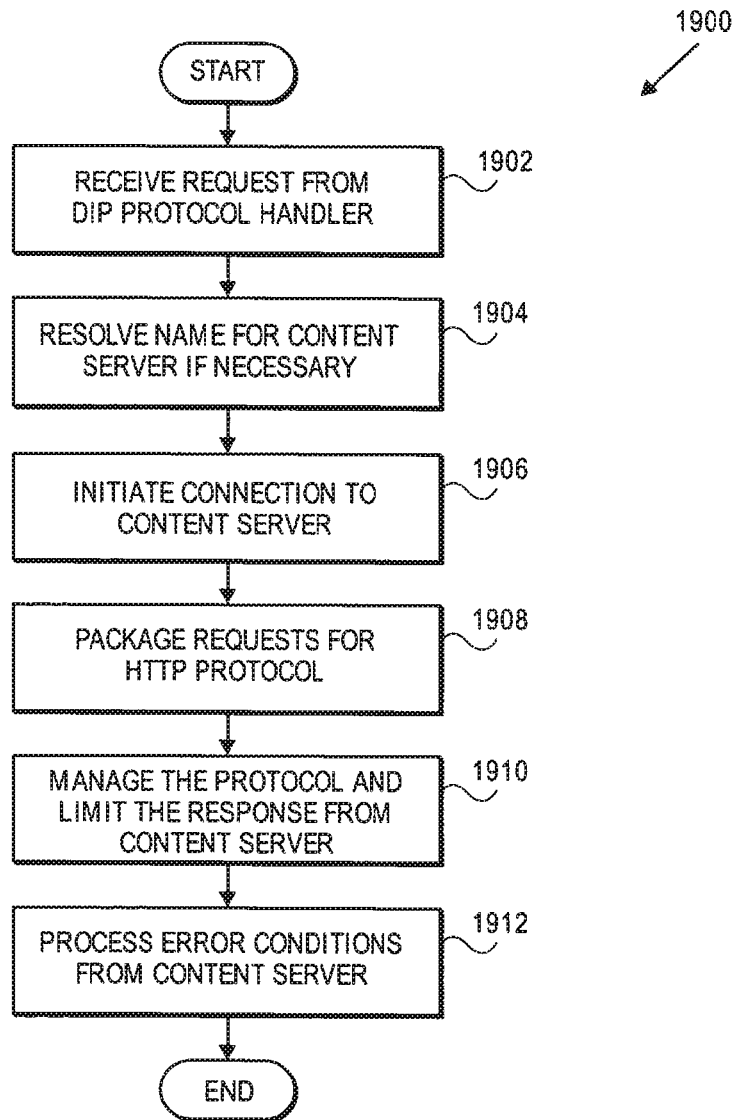 1900
START
RECEIVE REQUEST FROM
DIP PROTOCOL HANDLER
1902
RESOLVE NAME FOR CONTENT
SERVER IF NECESSARY
1904
INITIATE CONNECTION TO
CONTENT SERVER
1906
PACKAGE REQUESTS FOR
HTTP PROTOCOL
1908
MANAGE THE PROTOCOL AND
LIMIT THE RESPONSE FROM
CONTENT SERVER
1910
PROCESS ERROR CONDITIONS
FROM CONTENT SERVER
1912
END